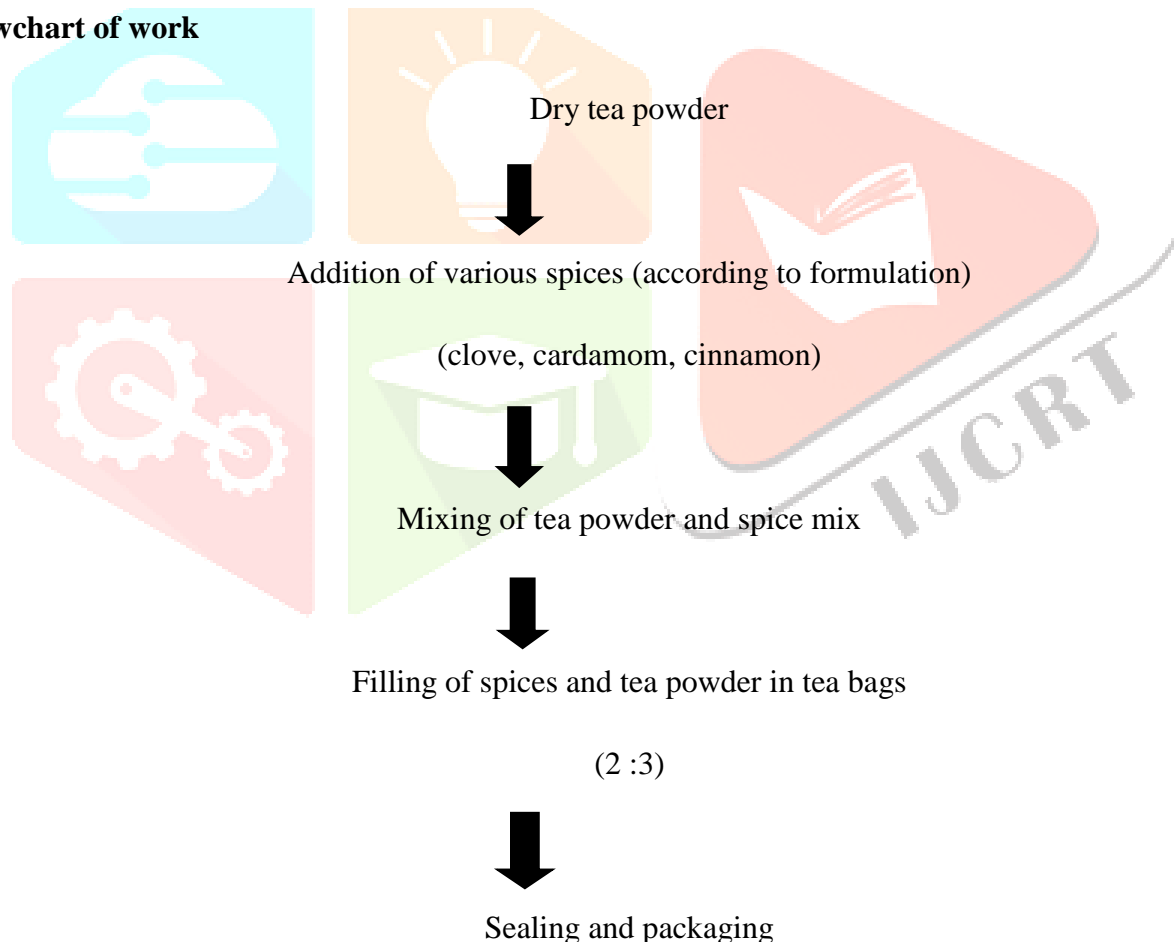 wchart of work
Dry tea powder
Addition of various spices (according to formulation)
(clove, cardamom, cinnamon)
Mixing of tea powder and spice mix
Filling of spices and tea powder in tea bags
(2 :3)
Sealing and packaging
IJCRT